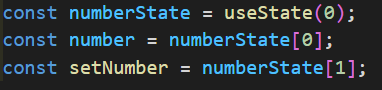 const numberState = useState(0);
const number = numberState[0];
const setNumber = numberState[1];